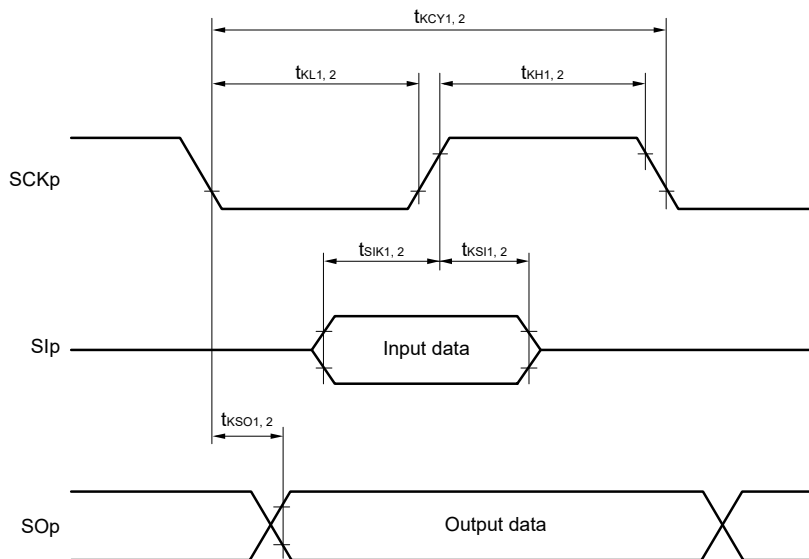 tKCY1, 2
tKL1, 2
tKH1, 2
SCKp
tSIK1, 2
tKSI1, 2
SIp
Input data
tKSO1, 2
SOp
Output data